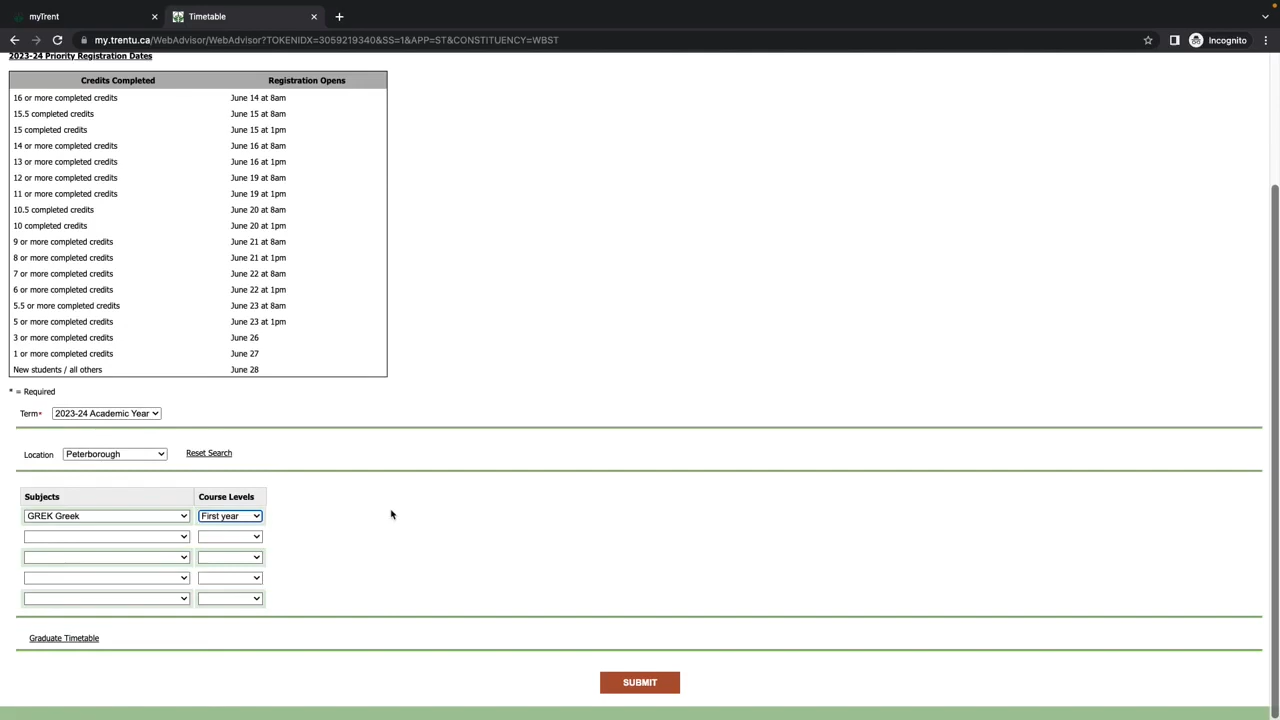 myTrent
Timetable
my.trentu.ca/WebAdvisor/WebAdvisor?TOKENIDX=3059219340&SS=1&APP=ST&CONSTITUENCY=WBST
Incognito
2023-24 Priority Registration Dates
Credits Completed Registration Opens
16 or more completed credits June 14 at 8am
15.5 completed credits June 15 at 8am
15 completed credits June 15 at 1pm
14 or more completed credits June 16 at 8am
13 or more completed credits June 16 at 1pm
12 or more completed credits June 19 at 8am
11 or more completed credits June 19 at 1pm
10.5 completed credits June 20 at 8am
10 completed credits June 20 at 1pm
9 or more completed credits June 21 at 8am
8 or more completed credits June 21 at 1pm
7 or more completed credits June 22 at 8am
6 or more completed credits June 22 at 1pm
5.5 or more completed credits June 23 at 8am
5 or more completed credits June 23 at 1pm
3 or more completed credits June 26
1 or more completed credits June 27
New students / all others June 28
* = Required
Term* 2023-24 Academic Year
Location Peterborough Reset Search
Subjects Course Levels
GREK Greek First year
Graduate Timetable
SUBMIT